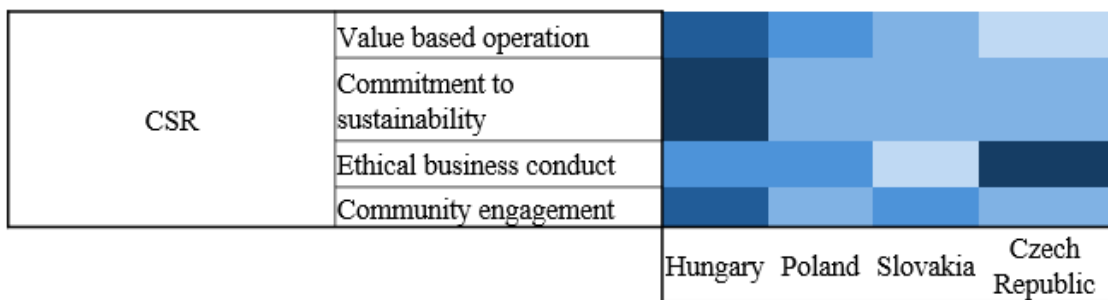 CSR
Value based operation
Commitment to
sustainability
Ethical business conduct
Community engagement
Hungary Poland Slovakia Czech
Republic